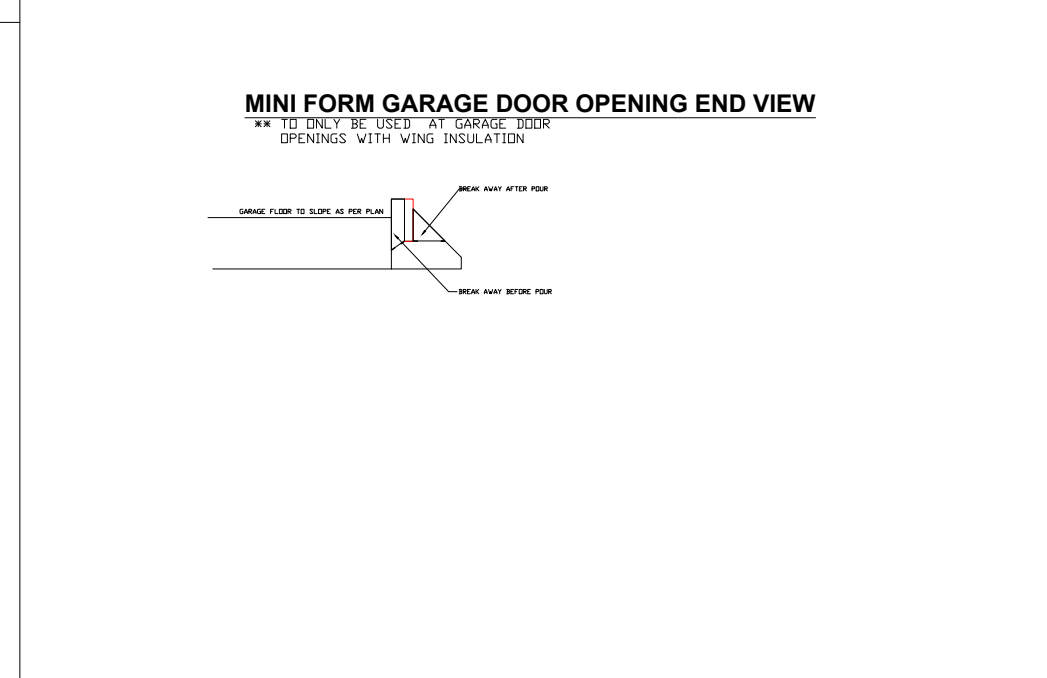 MINI FORM GARAGE DOOR OPENING END VIEW
** TO ONLY BE USED AT GARAGE DOOR
OPENINGS WITH WING INSULATION
BREAK AWAY AFTER POUR
GARAGE FLOOR TO SLOPE AS PER PLAN
BREAK AWAY BEFORE POUR